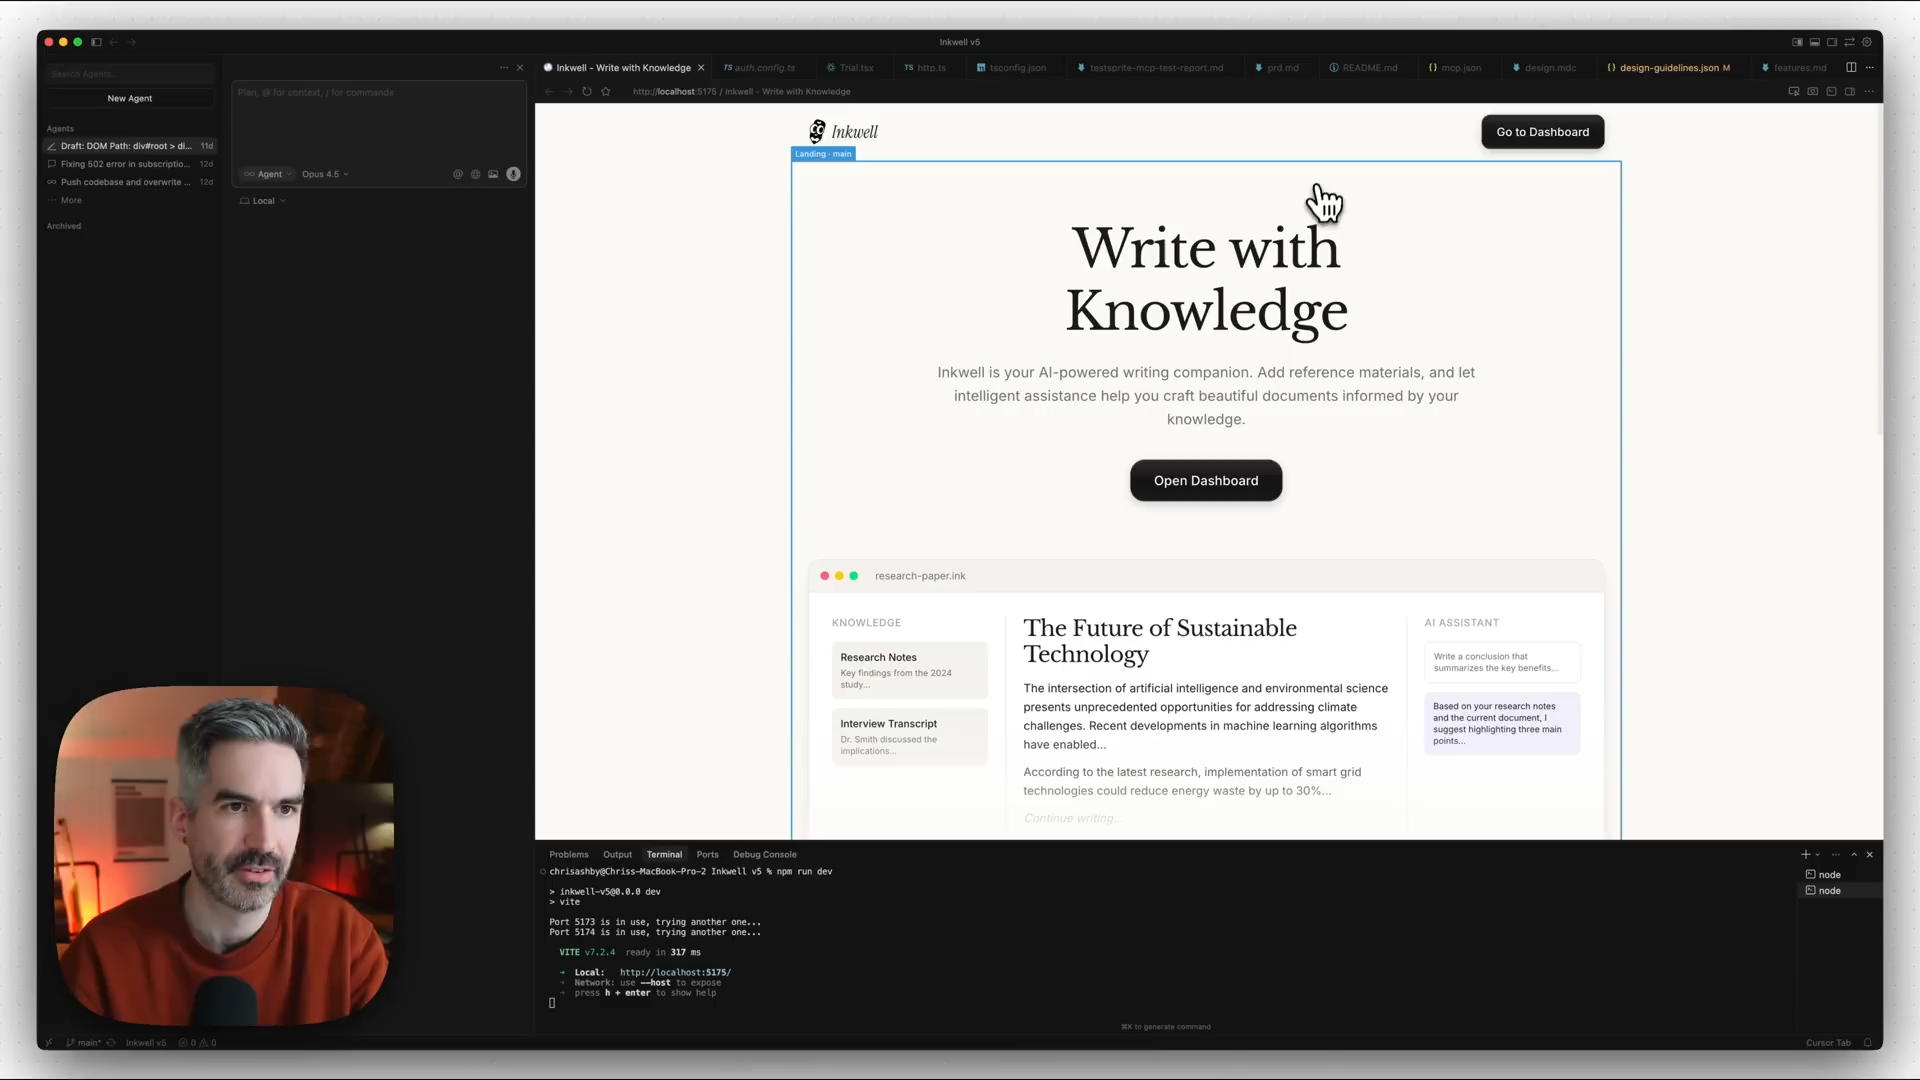 Inkwell v5
Search Agents...
New Agent
Agents
Draft: DOM Path: div#root > di... 11d
Fixing 502 error in subscriptio... 12d
Push codebase and overwrite ... 12d
More
Archived
Plan, @ for context, / for commands
Agent
Opus 4.5
Local
Inkwell - Write with Knowledge
TS auth.config.ts
Trial.tsx
TS http.ts
tsconfig.json
testsprite-mcp-test-report.md
prd.md
README.md
{} mcp.json
design.mdc
{} design-guidelines.json M
features.md
http://localhost:5175 / Inkwell - Write with Knowledge
Inkwell
Go to Dashboard
Landing · main
Write with
Knowledge
Inkwell is your AI-powered writing companion. Add reference materials, and let
intelligent assistance help you craft beautiful documents informed by your
knowledge.
Open Dashboard
research-paper.ink
KNOWLEDGE
Research Notes
Key findings from the 2024
study...
Interview Transcript
Dr. Smith discussed the
implications...
The Future of Sustainable
Technology
The intersection of artificial intelligence and environmental science
presents unprecedented opportunities for addressing climate
challenges. Recent developments in machine learning algorithms
have enabled...
According to the latest research, implementation of smart grid
technologies could reduce energy waste by up to 30%...
Continue writing...
AI ASSISTANT
Write a conclusion that
summarizes the key benefits...
Based on your research notes
and the current document, I
suggest highlighting three main
points...
Problems
Output
Terminal
Ports
Debug Console
chrisashby@Chriss-MacBook-Pro-2 Inkwell v5 % npm run dev
> inkwell-v5@0.0.0 dev
> vite
Port 5173 is in use, trying another one...
Port 5174 is in use, trying another one...
VITE v7.2.4 ready in 317 ms
➜ Local: http://localhost:5175/
➜ Network: use --host to expose
➜ press h + enter to show help
node
node
⌘K to generate command
main*
Inkwell v5
0
0
Cursor Tab